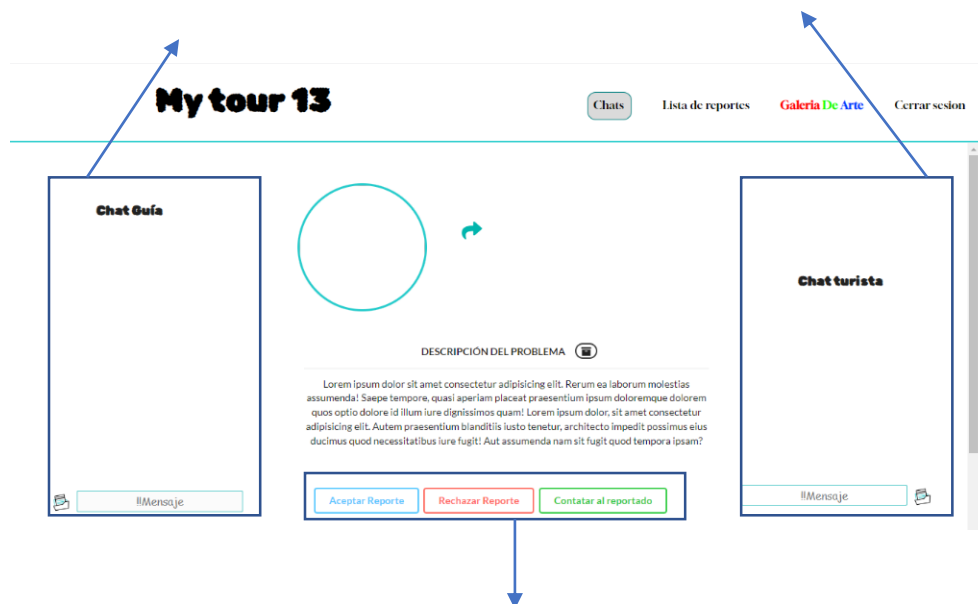 My tour 13
Chats
Lista de reportes
Galeria De Arte
Cerrar sesion
Chat Guía
Chat turista
DESCRIPCIÓN DEL PROBLEMA
Lorem ipsum dolor sit amet consectetur adipisicing elit. Rerum ea laborum molestias
assumenda! Saepe tempore, quasi aperiam placeat praesentium ipsum doloremque dolorem
quos optio dolore id illum iure dignissimos quam! Lorem ipsum dolor, sit amet consectetur
adipisicing elit. Autem praesentium blanditiis iusto tenetur, architecto impedit possimus eius
ducimus quod necessitatibus iure fugit! Aut assumenda nam sit fugit quod tempora ipsam?
!!Mensaje
Aceptar Reporte
Rechazar Reporte
Contatar al reportado
!!Mensaje